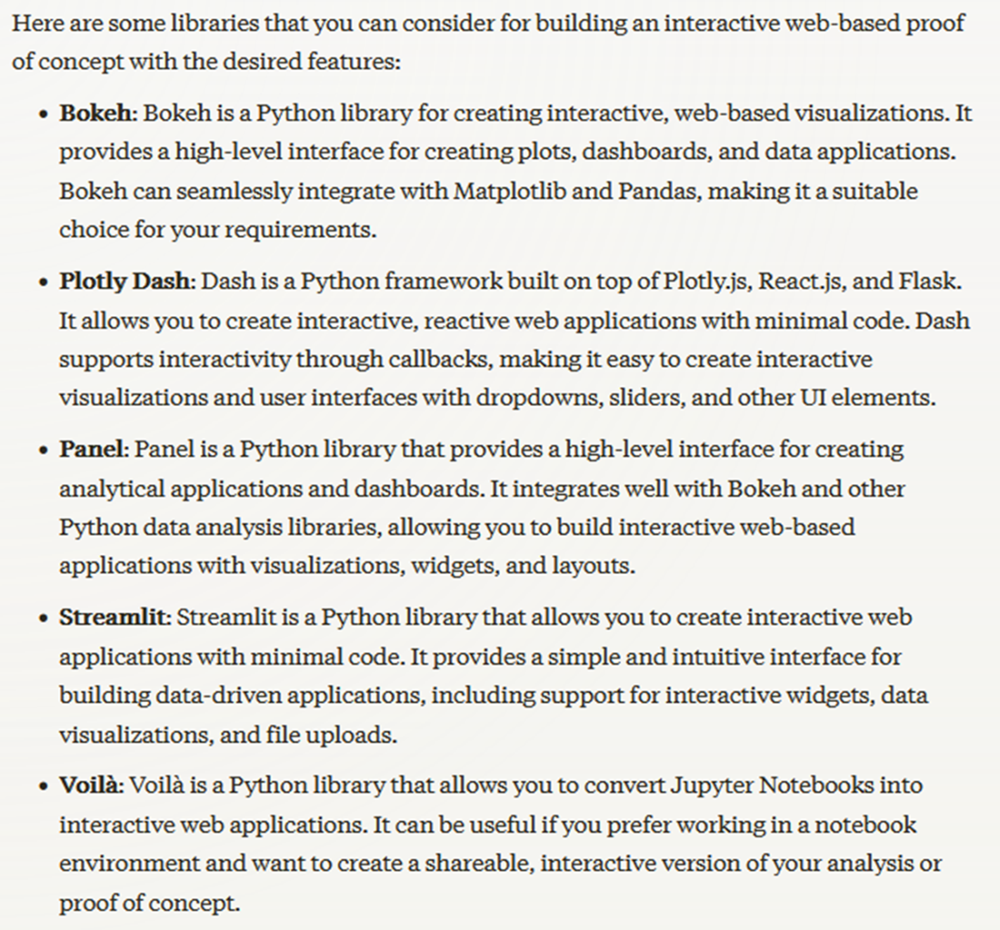 Here are some libraries that you can consider for building an interactive web-based proof
of concept with the desired features:
• Bokeh: Bokeh is a Python library for creating interactive, web-based visualizations. It
provides a high-level interface for creating plots, dashboards, and data applications.
Bokeh can seamlessly integrate with Matplotlib and Pandas, making it a suitable
choice for your requirements.
• Plotly Dash: Dash is a Python framework built on top of Plotly.js, React.js, and Flask.
It allows you to create interactive, reactive web applications with minimal code. Dash
supports interactivity through callbacks, making it easy to create interactive
visualizations and user interfaces with dropdowns, sliders, and other UI elements.
• Panel: Panel is a Python library that provides a high-level interface for creating
analytical applications and dashboards. It integrates well with Bokeh and other
Python data analysis libraries, allowing you to build interactive web-based
applications with visualizations, widgets, and layouts.
• Streamlit: Streamlit is a Python library that allows you to create interactive web
applications with minimal code. It provides a simple and intuitive interface for
building data-driven applications, including support for interactive widgets, data
visualizations, and file uploads.
• Voilà: Voilà is a Python library that allows you to convert Jupyter Notebooks into
interactive web applications. It can be useful if you prefer working in a notebook
environment and want to create a shareable, interactive version of your analysis or
proof of concept.